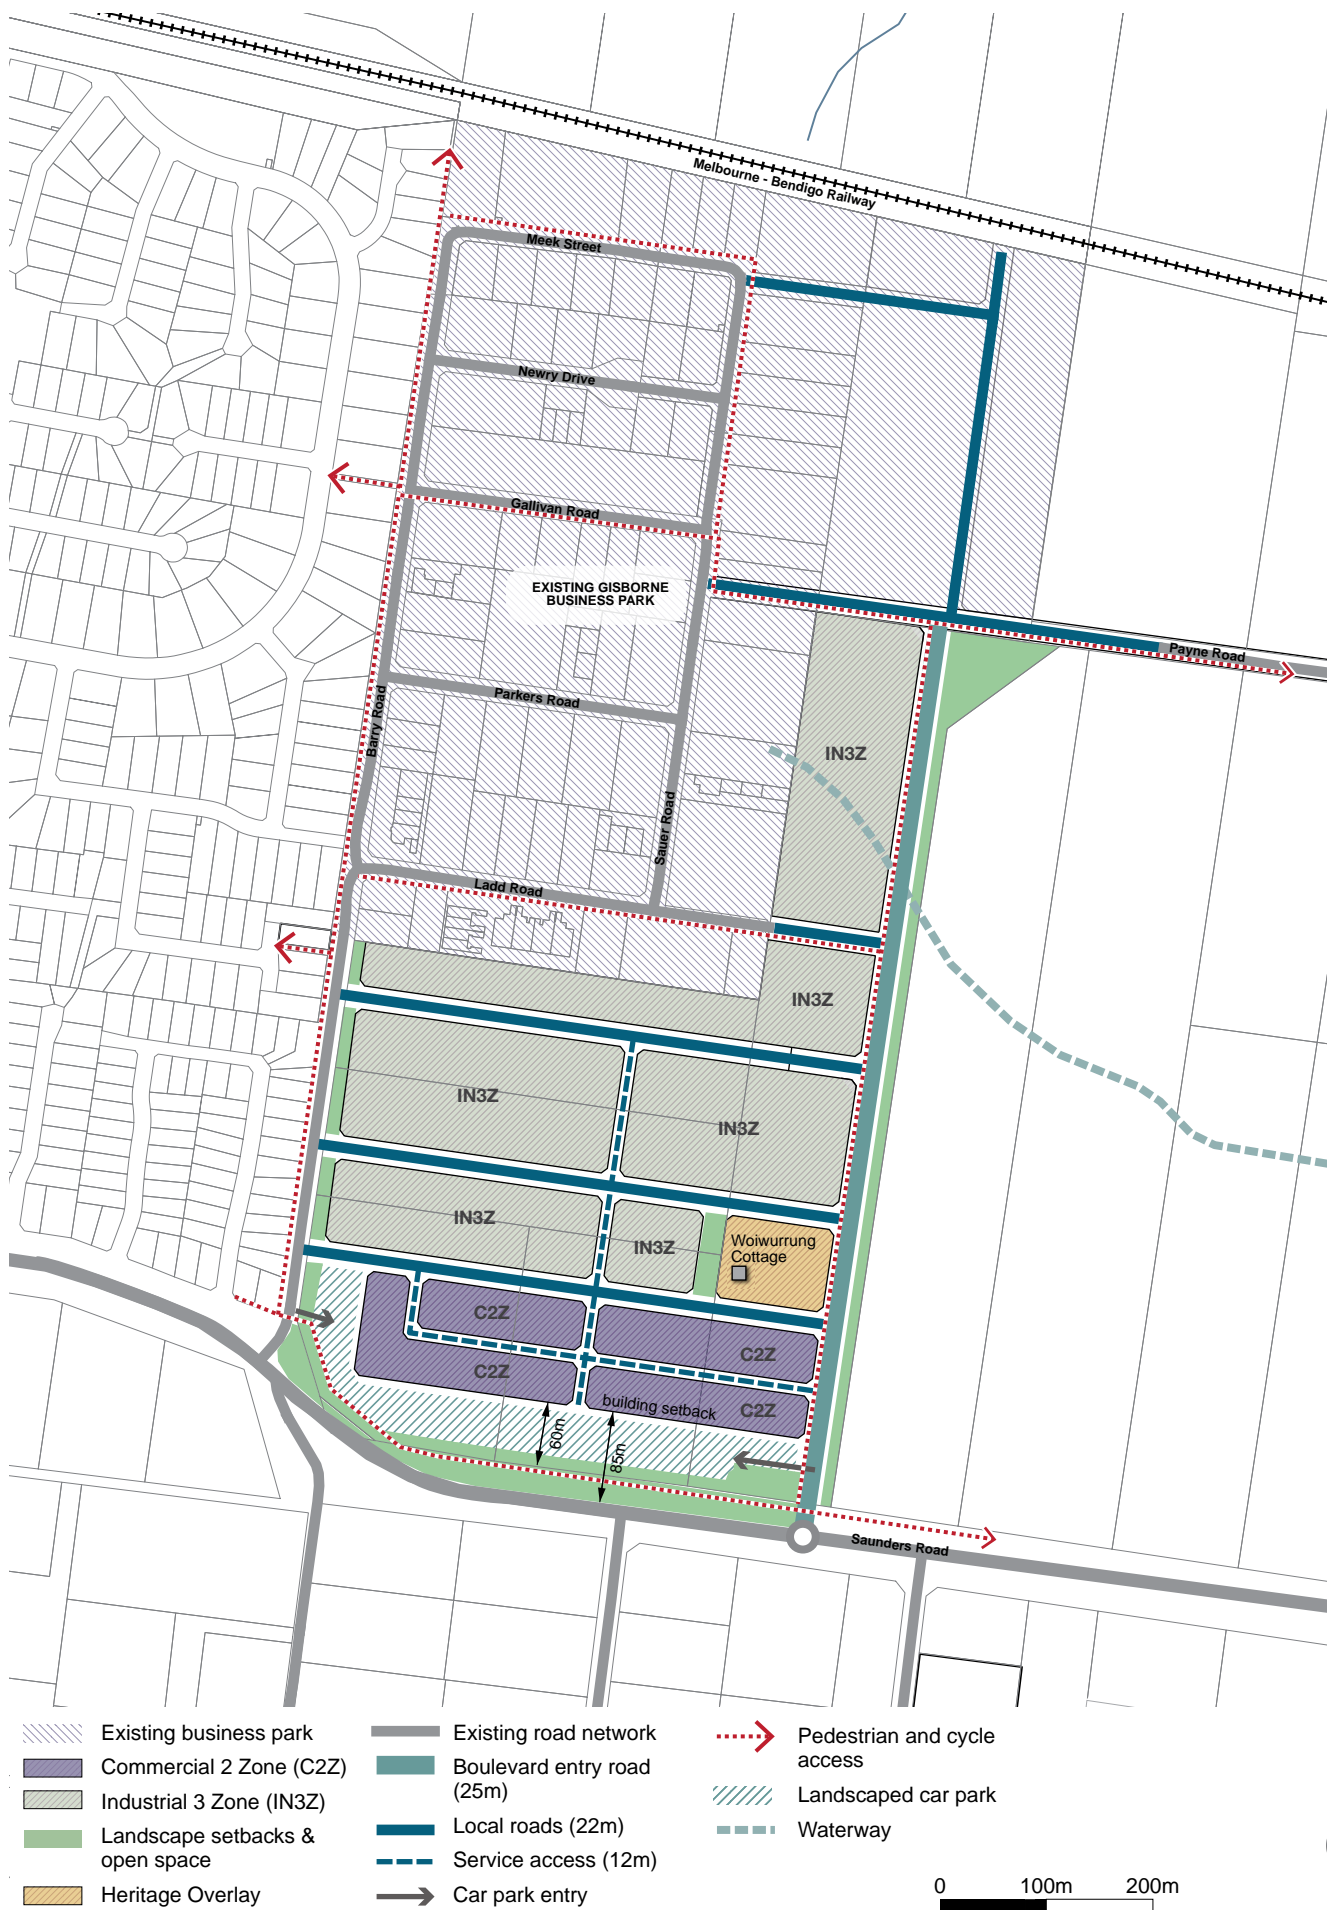 Melbourne - Bendigo Railway
Meek Street
Newry Drive
Gallivan Road
EXISTING GISBORNE
BUSINESS PARK
Payne Road
Parkers Road
Barry Road
IN3Z
Sauer Road
Ladd Road
IN3Z
IN3Z
IN3Z
IN3Z
IN3Z
Woiwurrung
Cottage
C2Z
C2Z
C2Z
C2Z
building setback
60m
85m
Saunders Road
Existing business park
Commercial 2 Zone (C2Z)
Industrial 3 Zone (IN3Z)
Landscape setbacks &
open space
Heritage Overlay
Existing road network
Boulevard entry road
(25m)
Local roads (22m)
Service access (12m)
Car park entry
Pedestrian and cycle
access
Landscaped car park
Waterway
0 100m 200m